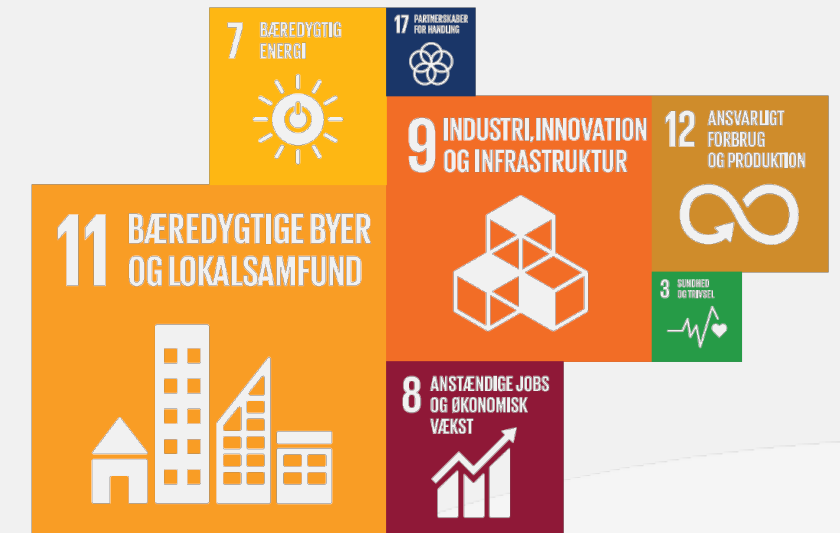 7 BÆREDYGTIG
ENERGI
17 PARTNERSKABER
FOR HANDLING
9 INDUSTRI, INNOVATION
OG INFRASTRUKTUR
12 ANSVARLIGT
FORBRUG
OG PRODUKTION
11 BÆREDYGTIGE BYER
OG LOKALSAMFUND
3 SUNDHED
OG TRIVSEL
8 ANSTÆNDIGE JOBS
OG ØKONOMISK
VÆKST